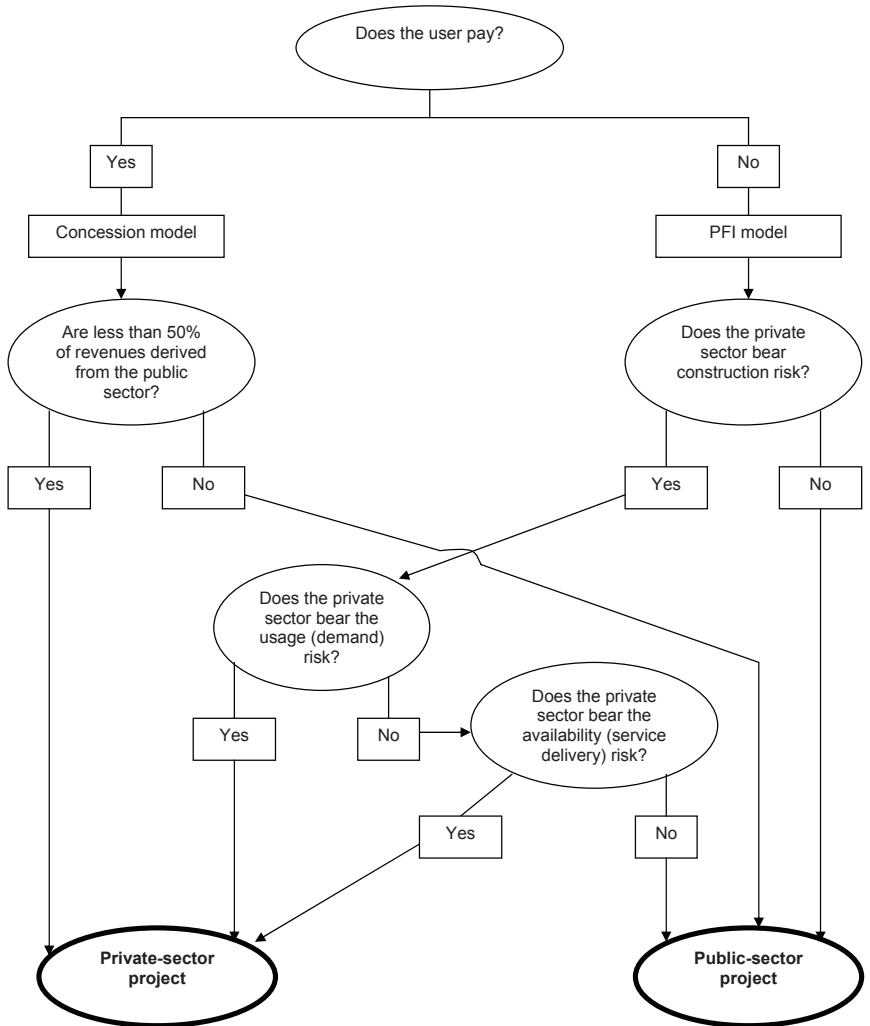 Does the user pay?
Yes
No
Concession model
PFI model
Are less than 50%
of revenues derived
from the public
sector?
Does the private
sector bear
construction risk?
Yes
No
Yes
No
Does the private
sector bear the
usage (demand)
risk?
Does the private
sector bear the
availability (service
delivery) risk?
Yes
No
Yes
No
Private-sector
project
Public-sector
project